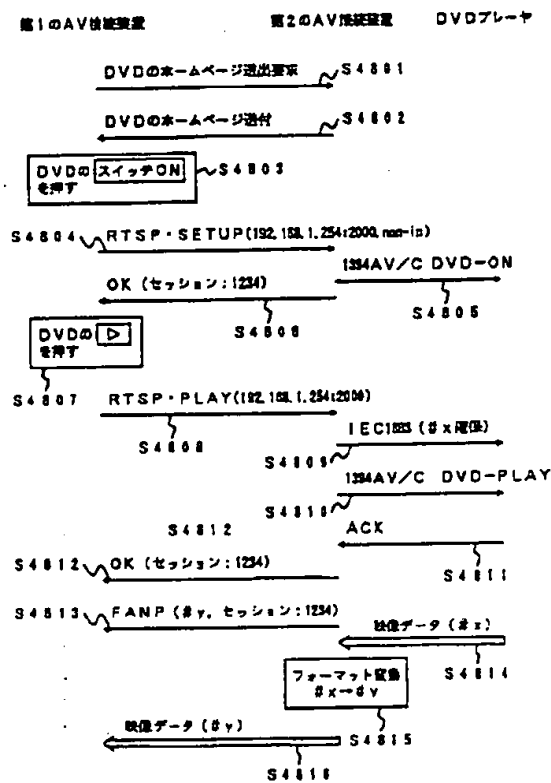 第1のAV接続装置 第2のAV接続装置 DVDプレーヤ
DVDのホームページ送出要求 S4801
DVDのホームページ送付 S4802
DVDの スイッチON S4803
を押す
S4804 RTSP・SETUP(192.168.1.254:2000,non-ip)
1394AV/C DVD-ON
OK (セッション:1234)
S4806 S4805
DVDの ▷
を押す
S4807 RTSP・PLAY(192.168.1.254:2000)
S4808 IEC1883 (#x確保)
S4809
1394AV/C DVD-PLAY
S4810
S4812 ACK
S4812 OK (セッション:1234)
S4811
S4813 FANP (#y, セッション:1234)
映像データ (#x)
フォーマット変換 S4814
#x→#y
映像データ (#y) S4815
S4816